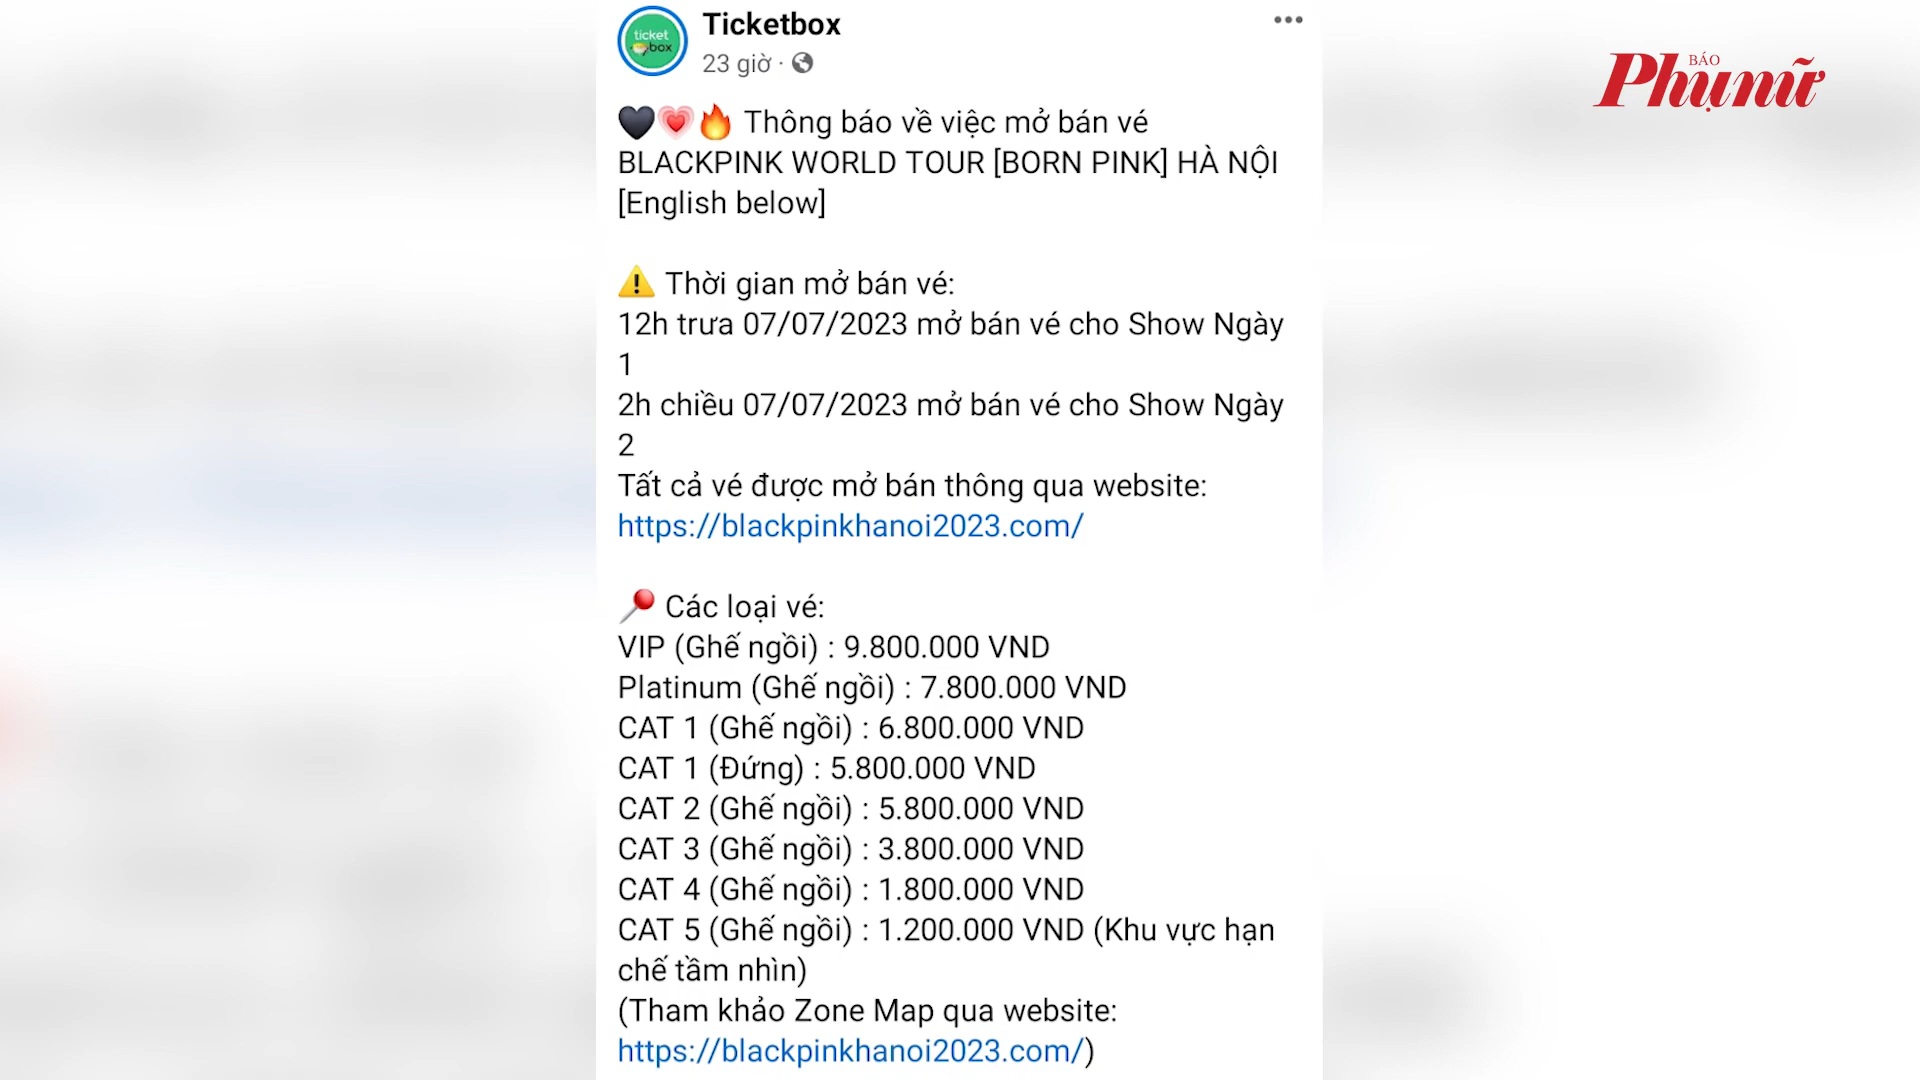 ticket
box
Ticketbox
23 giờ ·
BÁO
Phụ nữ
🖤💗🔥 Thông báo về việc mở bán vé
BLACKPINK WORLD TOUR [BORN PINK] HÀ NỘI
[English below]
⚠️ Thời gian mở bán vé:
12h trưa 07/07/2023 mở bán vé cho Show Ngày
1
2h chiều 07/07/2023 mở bán vé cho Show Ngày
2
Tất cả vé được mở bán thông qua website:
https://blackpinkhanoi2023.com/
📍 Các loại vé:
VIP (Ghế ngồi) : 9.800.000 VND
Platinum (Ghế ngồi) : 7.800.000 VND
CAT 1 (Ghế ngồi) : 6.800.000 VND
CAT 1 (Đứng) : 5.800.000 VND
CAT 2 (Ghế ngồi) : 5.800.000 VND
CAT 3 (Ghế ngồi) : 3.800.000 VND
CAT 4 (Ghế ngồi) : 1.800.000 VND
CAT 5 (Ghế ngồi) : 1.200.000 VND (Khu vực hạn
chế tầm nhìn)
(Tham khảo Zone Map qua website:
https://blackpinkhanoi2023.com/)